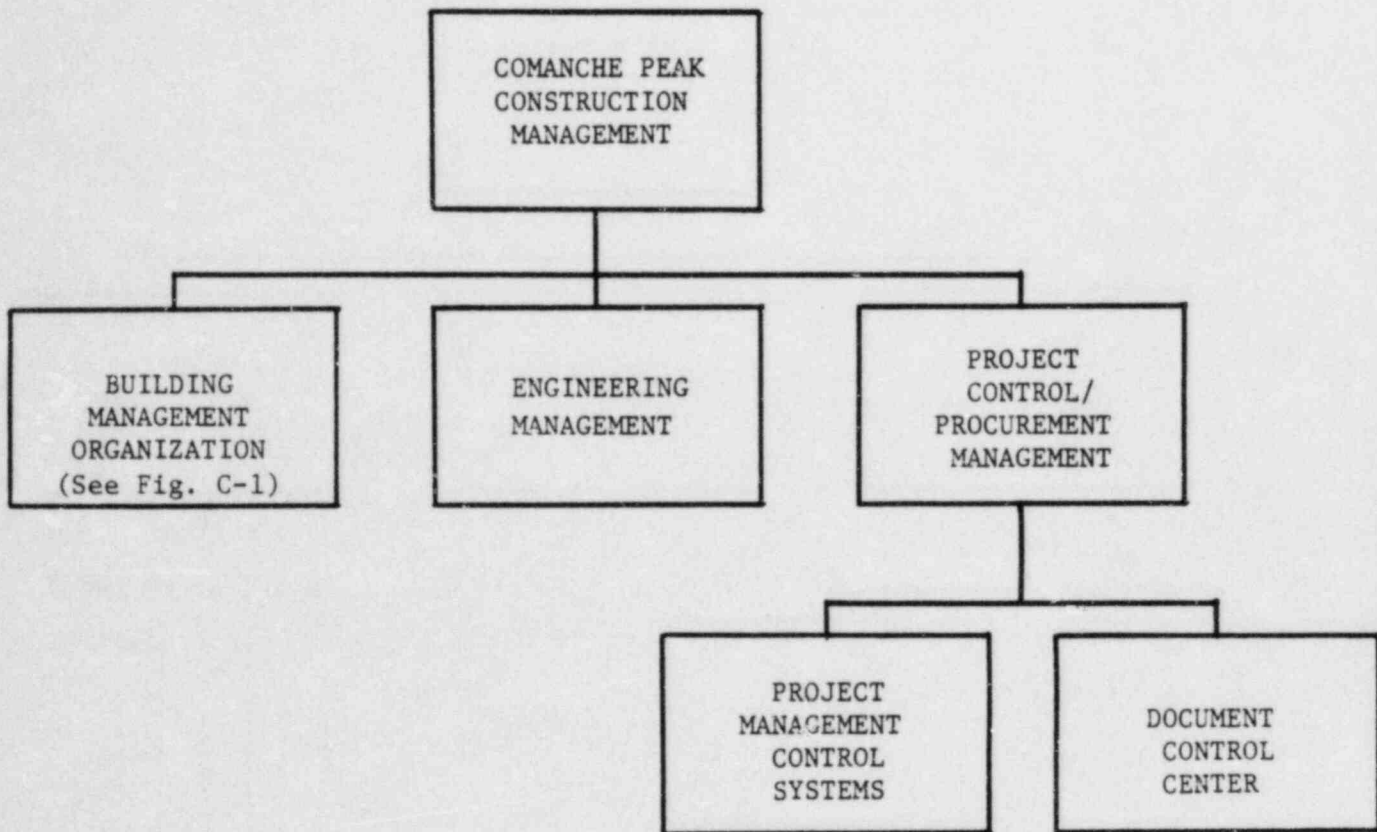 COMANCHE PEAK
CONSTRUCTION
MANAGEMENT
BUILDING
MANAGEMENT
ORGANIZATION
(See Fig. C-1)
ENGINEERING
MANAGEMENT
PROJECT
CONTROL/
PROCUREMENT
MANAGEMENT
PROJECT
MANAGEMENT
CONTROL
SYSTEMS
DOCUMENT
CONTROL
CENTER